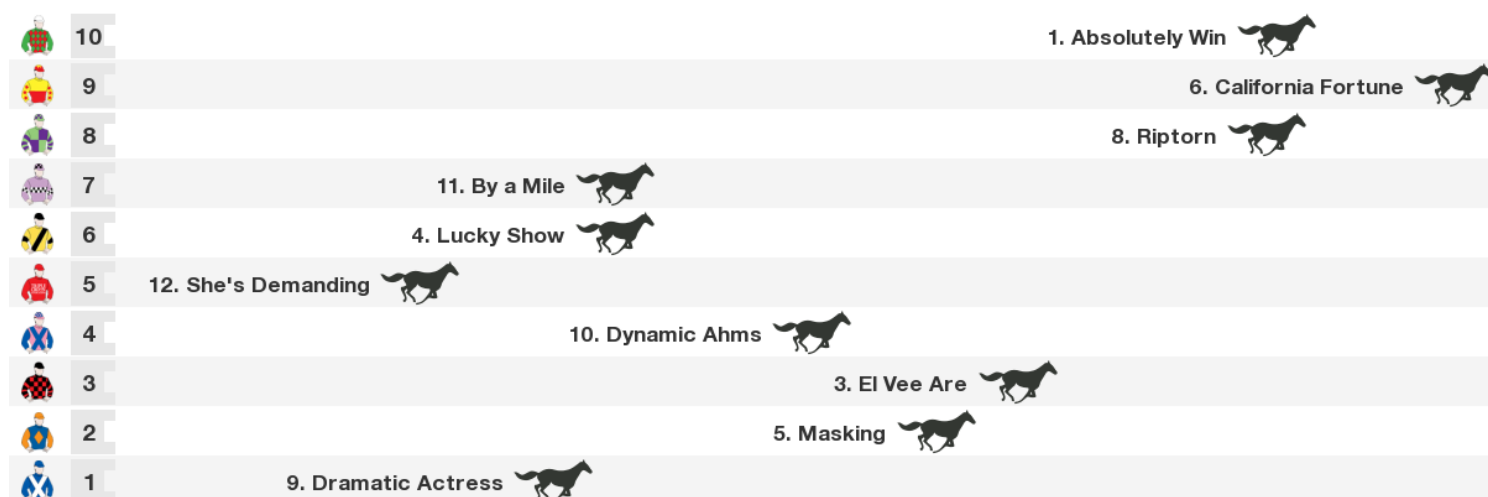 10 1. Absolutely Win
9 6. California Fortune
8 8. Riptorn
7 11. By a Mile
6 4. Lucky Show
5 12. She's Demanding
4 10. Dynamic Ahms
3 3. El Vee Are
2 5. Masking
1 9. Dramatic Actress